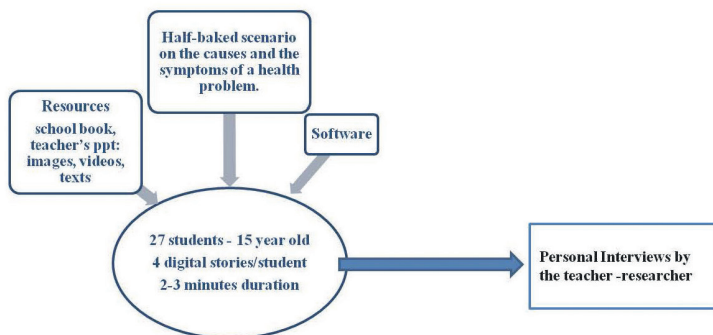 Half-baked scenario
on the causes and the
symptoms of a health
problem.
Resources
school book,
teacher's ppt:
images, videos,
texts
Software
27 students - 15 year old
4 digital stories/student
2-3 minutes duration
Personal Interviews by
the teacher -researcher